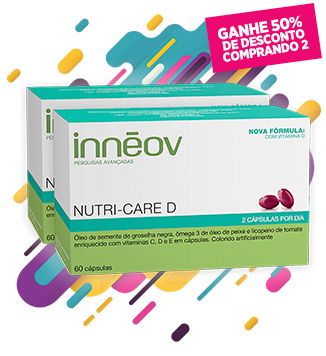 GANHE 50%
DE DESCONTO
COMPRANDO 2
innēov
PESQUISAS AVANÇADAS
NOVA FÓRMULA:
COM VITAMINA D
NUTRI-CARE D
2 CÁPSULAS POR DIA
Óleo de semente de groselha negra, ômega 3 de óleo de peixe e licopeno de tomate
enriquecido com vitaminas C, D e E em cápsulas. Colorido artificialmente
60 cápsulas